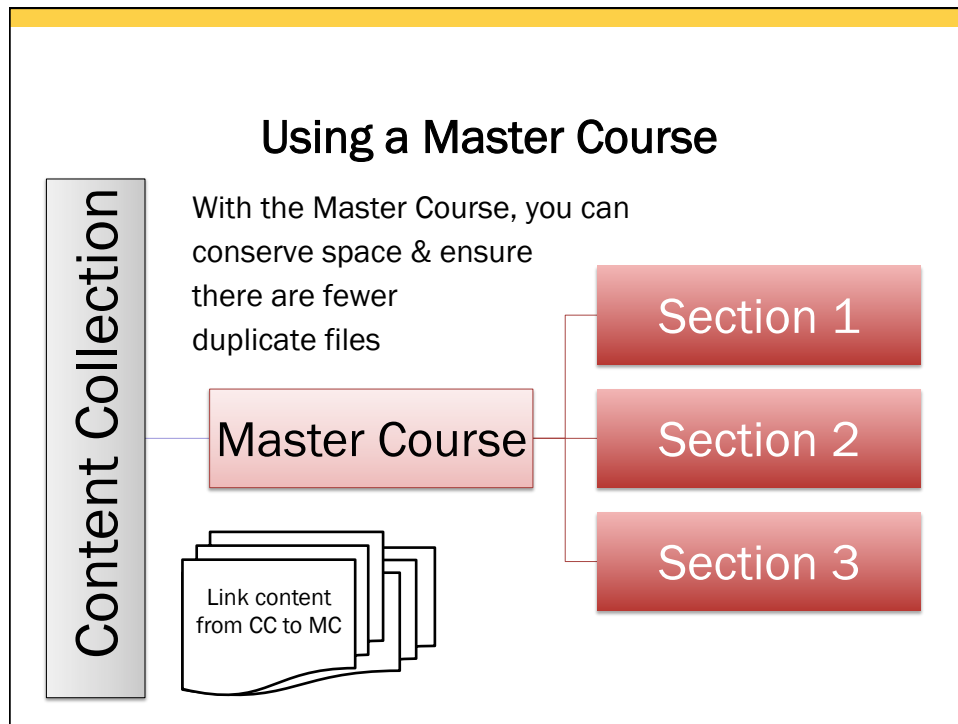 Using a Master Course
Content Collection
With the Master Course, you can
conserve space & ensure
there are fewer
duplicate files
Master Course
Section 1
Section 2
Section 3
Link content
from CC to MC